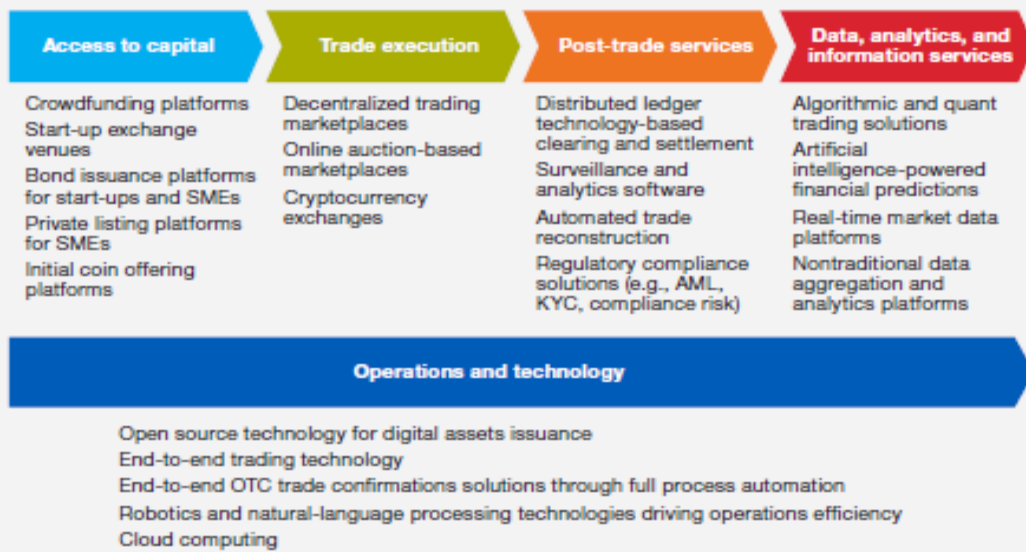 Access to capital
Trade execution
Post-trade services
Data, analytics, and
information services
Crowdfunding platforms
Start-up exchange
venues
Bond issuance platforms
for start-ups and SMEs
Private listing platforms
for SMEs
Initial coin offering
platforms
Decentralized trading
marketplaces
Online auction-based
marketplaces
Cryptocurrency
exchanges
Distributed ledger
technology-based
clearing and settlement
Surveillance and
analytics software
Automated trade
reconstruction
Regulatory compliance
solutions (e.g., AML,
KYC, compliance risk)
Algorithmic and quant
trading solutions
Artificial
intelligence-powered
financial predictions
Real-time market data
platforms
Nontraditional data
aggregation and
analytics platforms
Operations and technology
Open source technology for digital assets issuance
End-to-end trading technology
End-to-end OTC trade confirmations solutions through full process automation
Robotics and natural-language processing technologies driving operations efficiency
Cloud computing